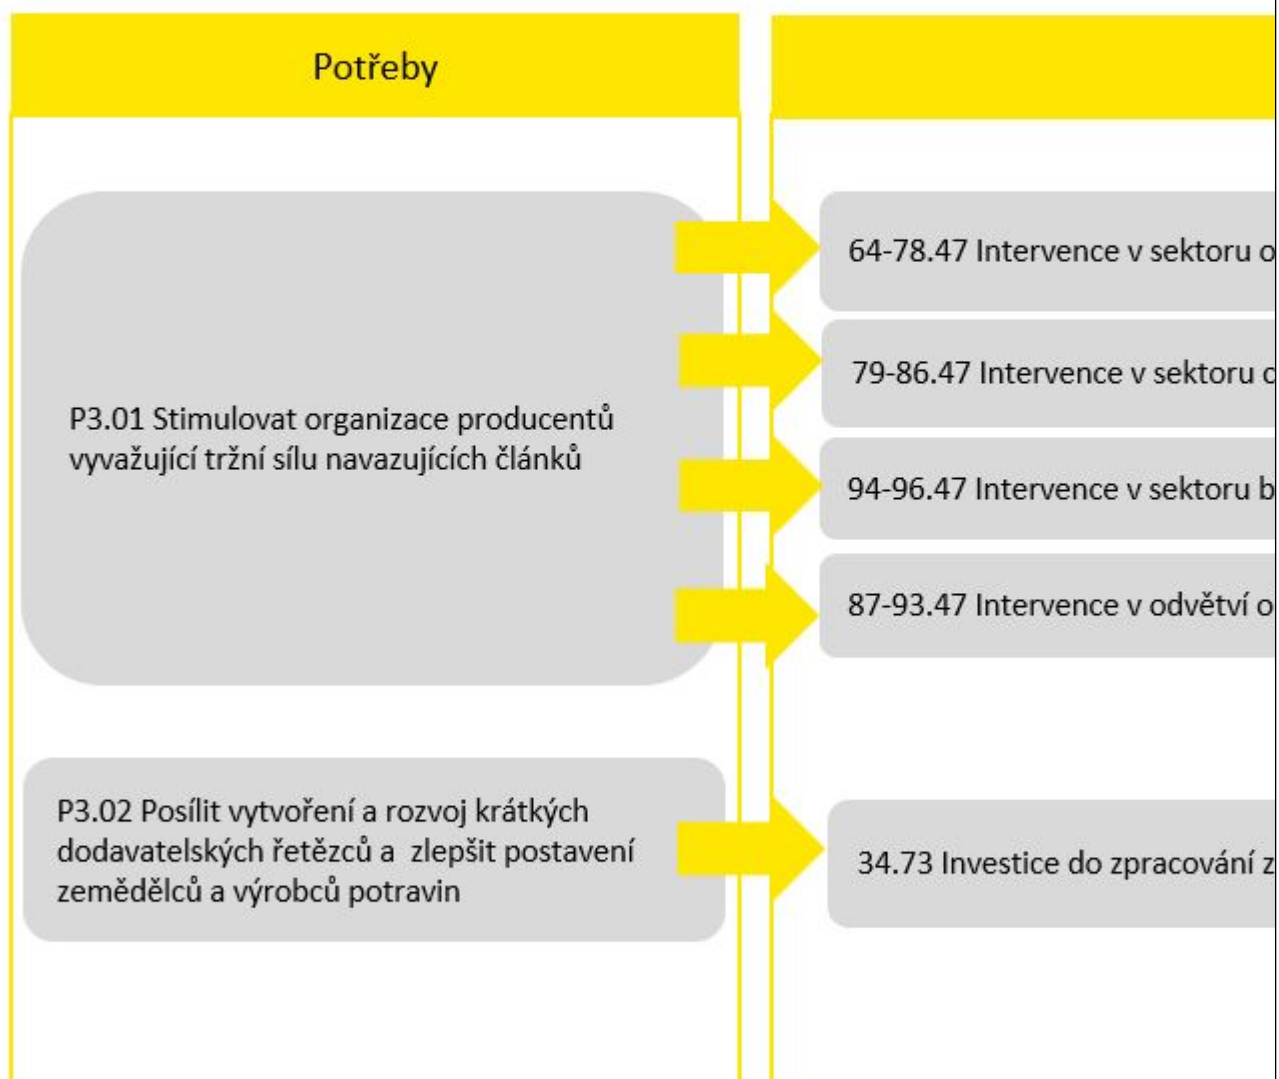 Potřeby
P3.01 Stimulovat organizace producentů
vyvažující tržní sílu navazujících článků
P3.02 Posílit vytvoření a rozvoj krátkých
dodavatelských řetězců a  zlepšit postavení
zemědělců a výrobců potravin
64-78.47 Intervence v sektoru
79-86.47 Intervence v sektoru
94-96.47 Intervence v sektoru
87-93.47 Intervence v odvětví
34.73 Investice do zpracování